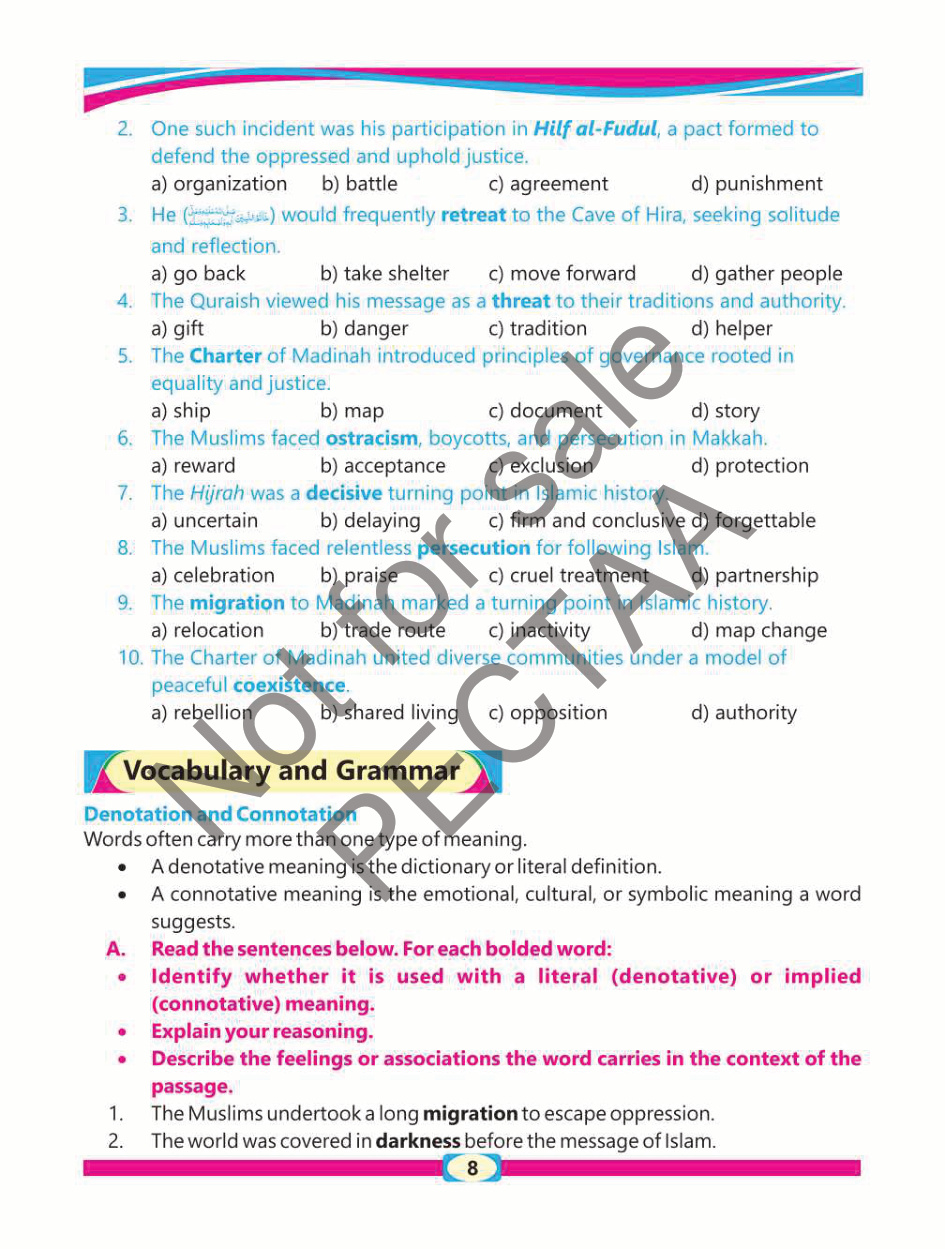 2. One such incident was his participation in Hilf al-Fudul, a pact formed to
defend the oppressed and uphold justice.
a) organization b) battle c) agreement d) punishment
3. He () would frequently retreat to the Cave of Hira, seeking solitude
and reflection.
a) go back b) take shelter c) move forward d) gather people
4. The Quraish viewed his message as a threat to their traditions and authority.
a) gift b) danger c) tradition d) helper
5. The Charter of Madinah introduced principles of governance rooted in
equality and justice.
a) ship b) map c) document d) story
6. The Muslims faced ostracism, boycotts, and persecution in Makkah.
a) reward b) acceptance c) exclusion d) protection
7. The Hijrah was a decisive turning point in Islamic history.
a) uncertain b) delaying c) firm and conclusive d) forgettable
8. The Muslims faced relentless persecution for following Islam.
a) celebration b) praise c) cruel treatment d) partnership
9. The migration to Madinah marked a turning point in Islamic history.
a) relocation b) trade route c) inactivity d) map change
10. The Charter of Madinah united diverse communities under a model of
peaceful coexistence.
a) rebellion b) shared living c) opposition d) authority
Not for sale
PECTAA
Vocabulary and Grammar
Denotation and Connotation
Words often carry more than one type of meaning.
• A denotative meaning is the dictionary or literal definition.
• A connotative meaning is the emotional, cultural, or symbolic meaning a word
suggests.
A. Read the sentences below. For each bolded word:
• Identify whether it is used with a literal (denotative) or implied
(connotative) meaning.
• Explain your reasoning.
• Describe the feelings or associations the word carries in the context of the
passage.
1. The Muslims undertook a long migration to escape oppression.
2. The world was covered in darkness before the message of Islam.
8